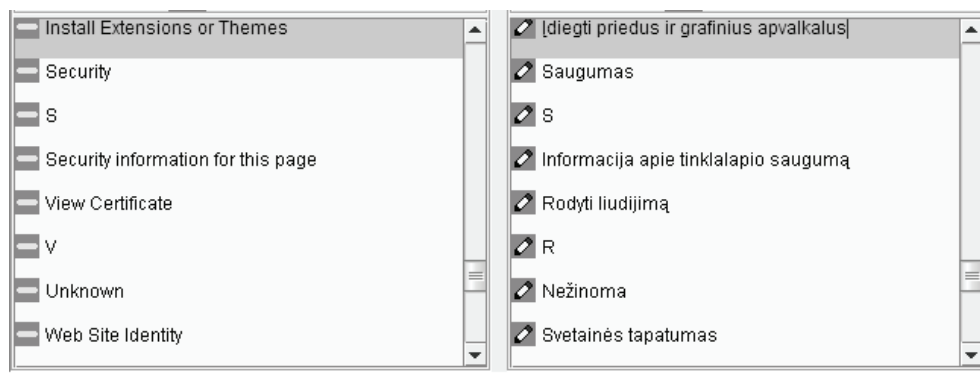 Install Extensions or Themes
Security
S
Security information for this page
View Certificate
V
Unknown
Web Site Identity
Įdiegti priedus ir grafinius apvalkalus
Saugumas
S
Informacija apie tinklalapio saugumą
Rodyti liudijimą
R
Nežinoma
Svetainės tapatumas